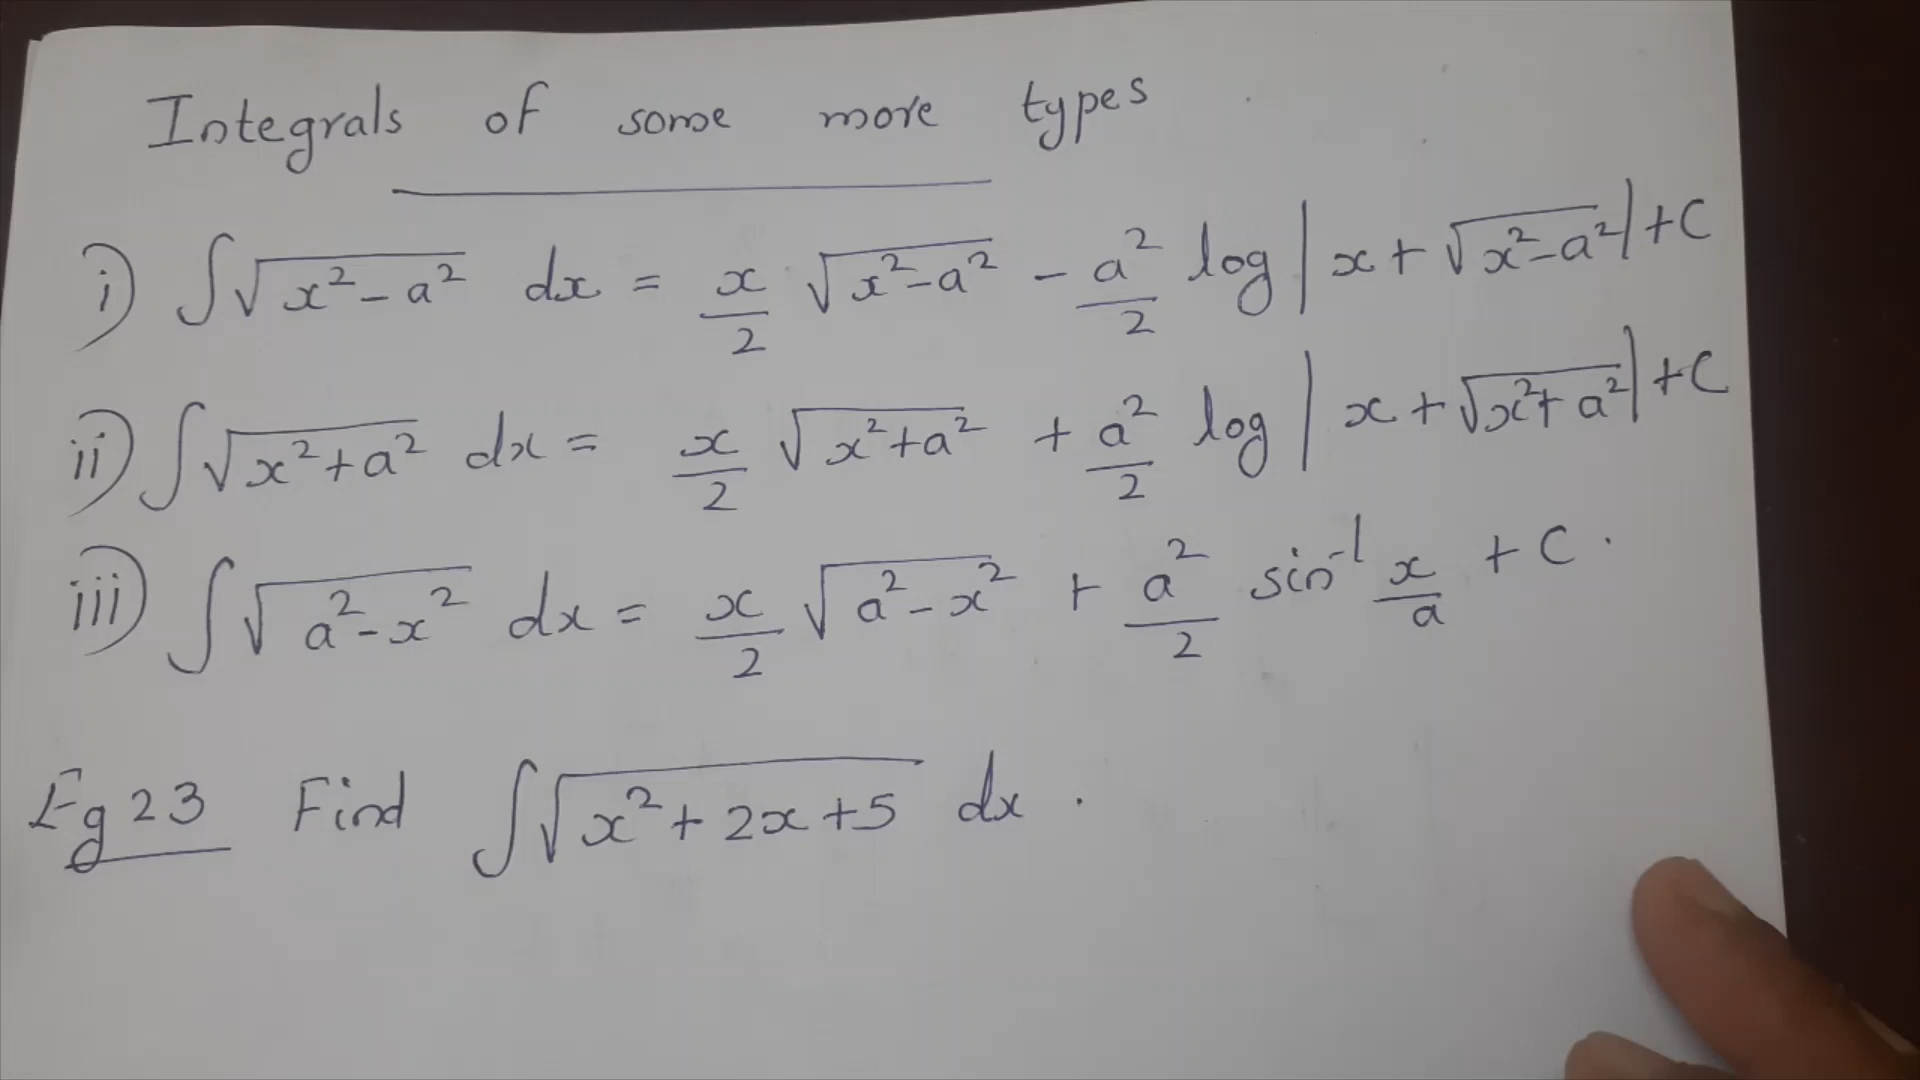 Integrals of some more types
i) ∫√(x² − a²) dx = x/2 √(x² − a²) − a²/2 log |x + √(x² − a²)| + C
ii) ∫√(x² + a²) dx = x/2 √(x² + a²) + a²/2 log |x + √(x² + a²)| + C
iii) ∫√(a² − x²) dx = x/2 √(a² − x²) + a²/2 sin⁻¹ x/a + C.
Eg 23 Find ∫√(x² + 2x + 5) dx.